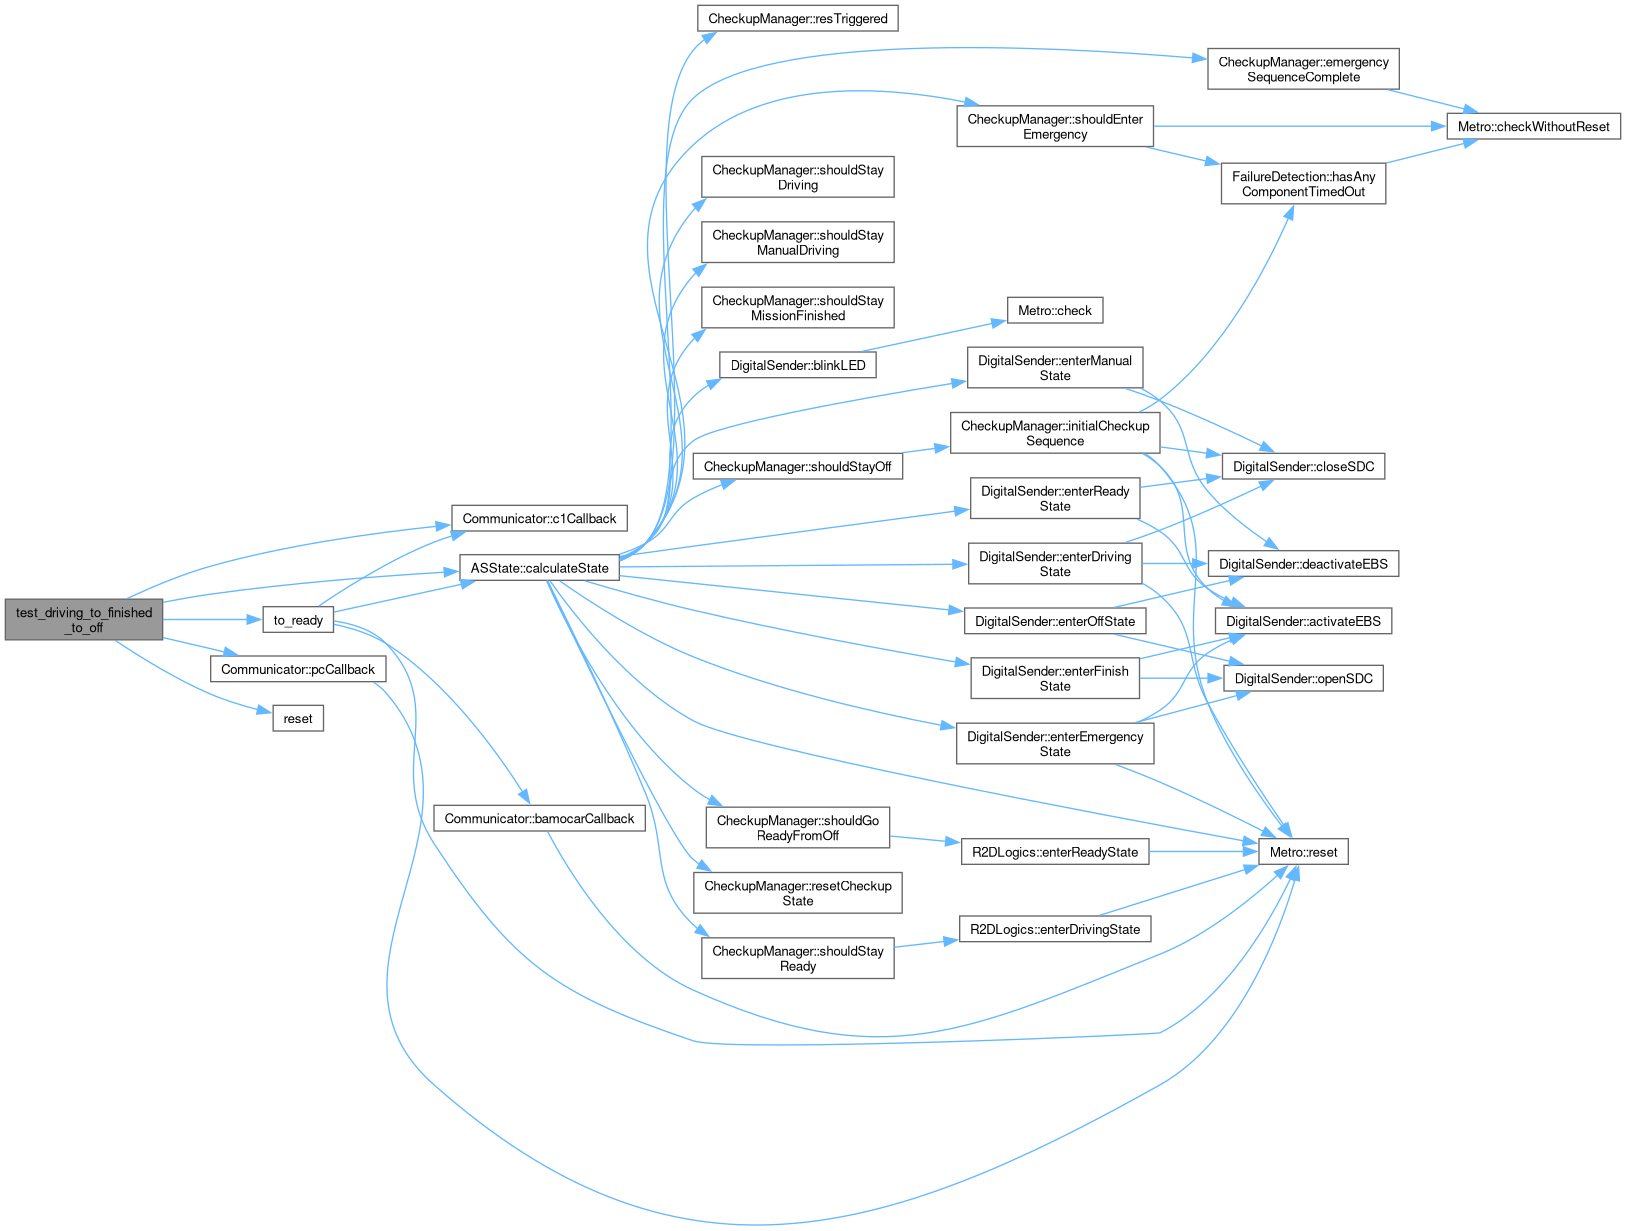 CheckupManager::resTriggered
CheckupManager::emergency
SequenceComplete
CheckupManager::shouldEnter
Emergency
Metro::checkWithoutReset
CheckupManager::shouldStay
Driving
FailureDetection::hasAny
ComponentTimedOut
CheckupManager::shouldStay
ManualDriving
CheckupManager::shouldStay
MissionFinished
Metro::check
DigitalSender::blinkLED
DigitalSender::enterManual
State
CheckupManager::initialCheckup
Sequence
CheckupManager::shouldStayOff
DigitalSender::closeSDC
DigitalSender::enterReady
State
Communicator::c1Callback
ASState::calculateState
DigitalSender::enterDriving
State
DigitalSender::deactivateEBS
test_driving_to_finished
_to_off
to_ready
DigitalSender::enterOffState
DigitalSender::activateEBS
Communicator::pcCallback
DigitalSender::enterFinish
State
DigitalSender::openSDC
reset
DigitalSender::enterEmergency
State
Communicator::bamocarCallback
CheckupManager::shouldGo
ReadyFromOff
R2DLogics::enterReadyState
Metro::reset
CheckupManager::resetCheckup
State
R2DLogics::enterDrivingState
CheckupManager::shouldStay
Ready